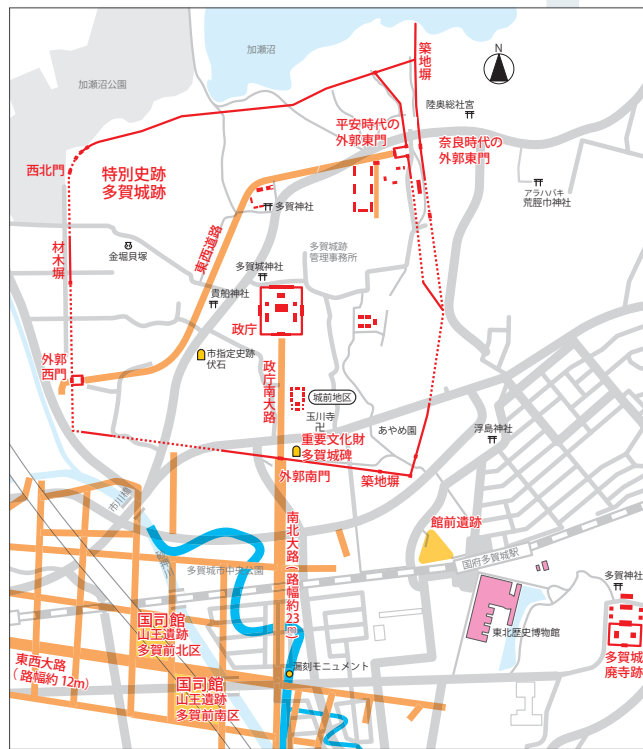 加瀬沼
加瀬沼公園
築地塀
N
陸奥総社宮
平安時代の
外郭東門
奈良時代の
外郭東門
西北門
特別史跡
多賀城跡
アラハバキ
荒脛巾神社
多賀神社
材木塀
金堀貝塚
東西道路
多賀城跡
管理事務所
多賀城神社
貴船神社
政庁
外郭
西門
市指定史跡
伏石
政庁南大路
城前地区
玉川寺
あやめ園
浮島神社
重要文化財
多賀城碑
外郭南門
築地塀
市川橋
館前遺跡
南北大路(路幅約23m)
国府多賀城駅
多賀城市中央公園
多賀神社
東北歴史博物館
国司館
山王遺跡
多賀前北区
多賀城
廃寺跡
東西大路
(路幅約12m)
国司館
山王遺跡
多賀前南区
モニュメント